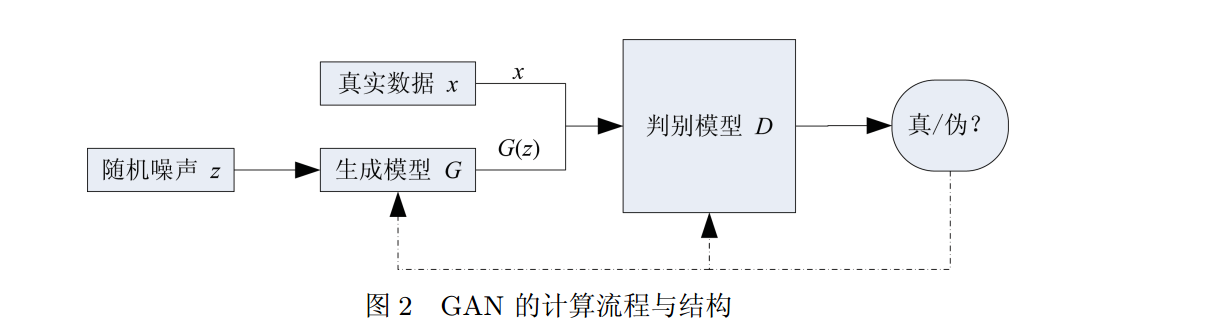 真实数据 x
x
判别模型 D
真/伪?
随机噪声 z
生成模型 G
G(z)
图 2 GAN 的计算流程与结构